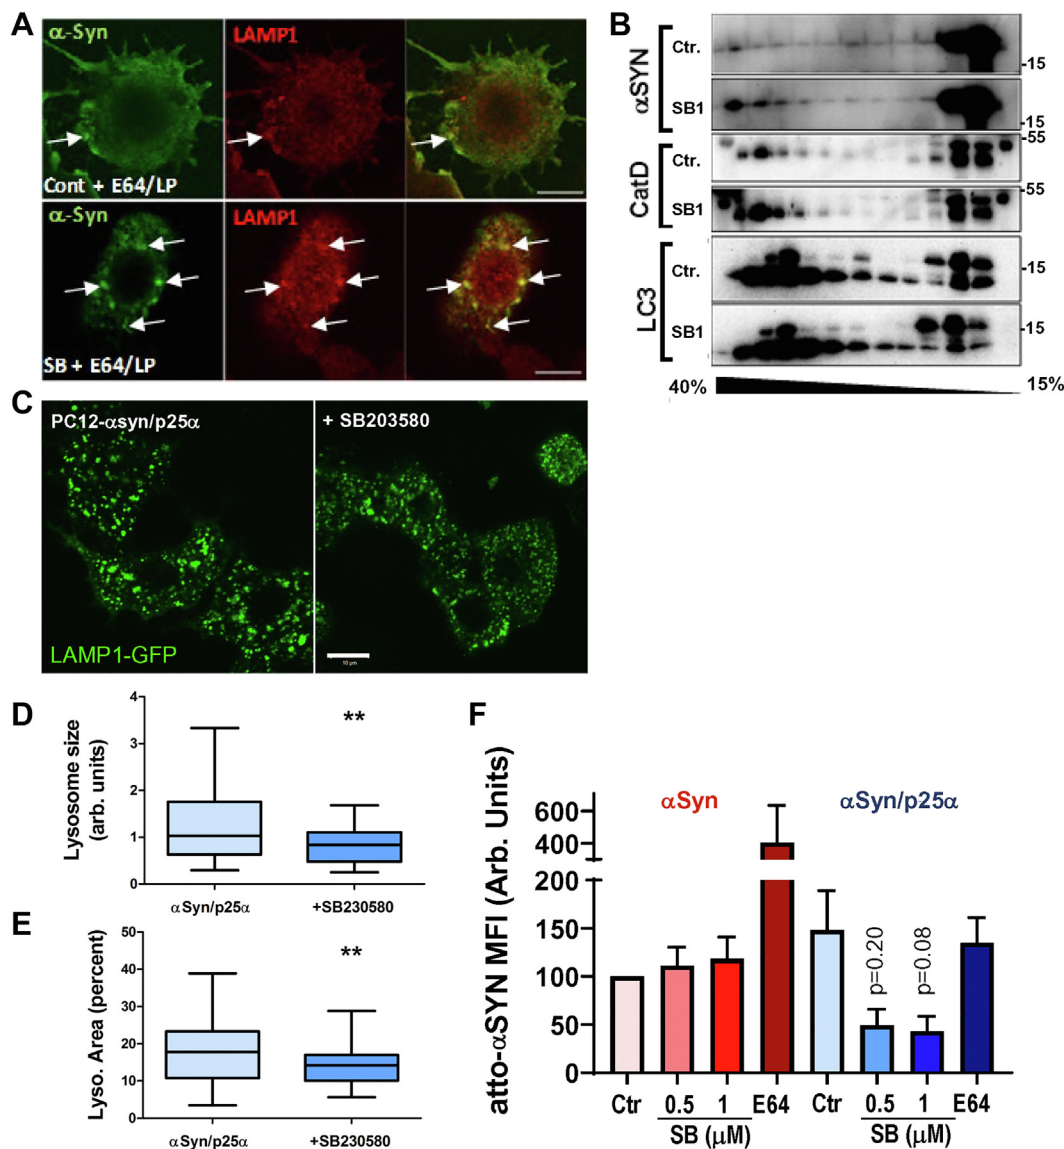 A
α-Syn
LAMP1
Cont + E64/LP
α-Syn
LAMP1
SB + E64/LP
B
αSYN
Ctr.
-15
SB1
-15
CatD
Ctr.
-55
SB1
55
LC3
Ctr.
-15
SB1
15
40%
15%
C
PC12-αsyn/p25α
+ SB203580
LAMP1-GFP
10 μm
D
Lysosome size
(arb. units)
4
3
2
1
0
**
αSyn/p25α
+SB230580
E
Lyso. Area (percent)
50
40
30
20
10
0
**
αSyn/p25α
+SB230580
F
atto-αSYN MFI (Arb. Units)
600
400
200
150
100
50
0
αSyn
αSyn/p25α
p=0.20
p=0.08
Ctr 0.5 1 E64 Ctr 0.5 1 E64
SB (μM) SB (μM)